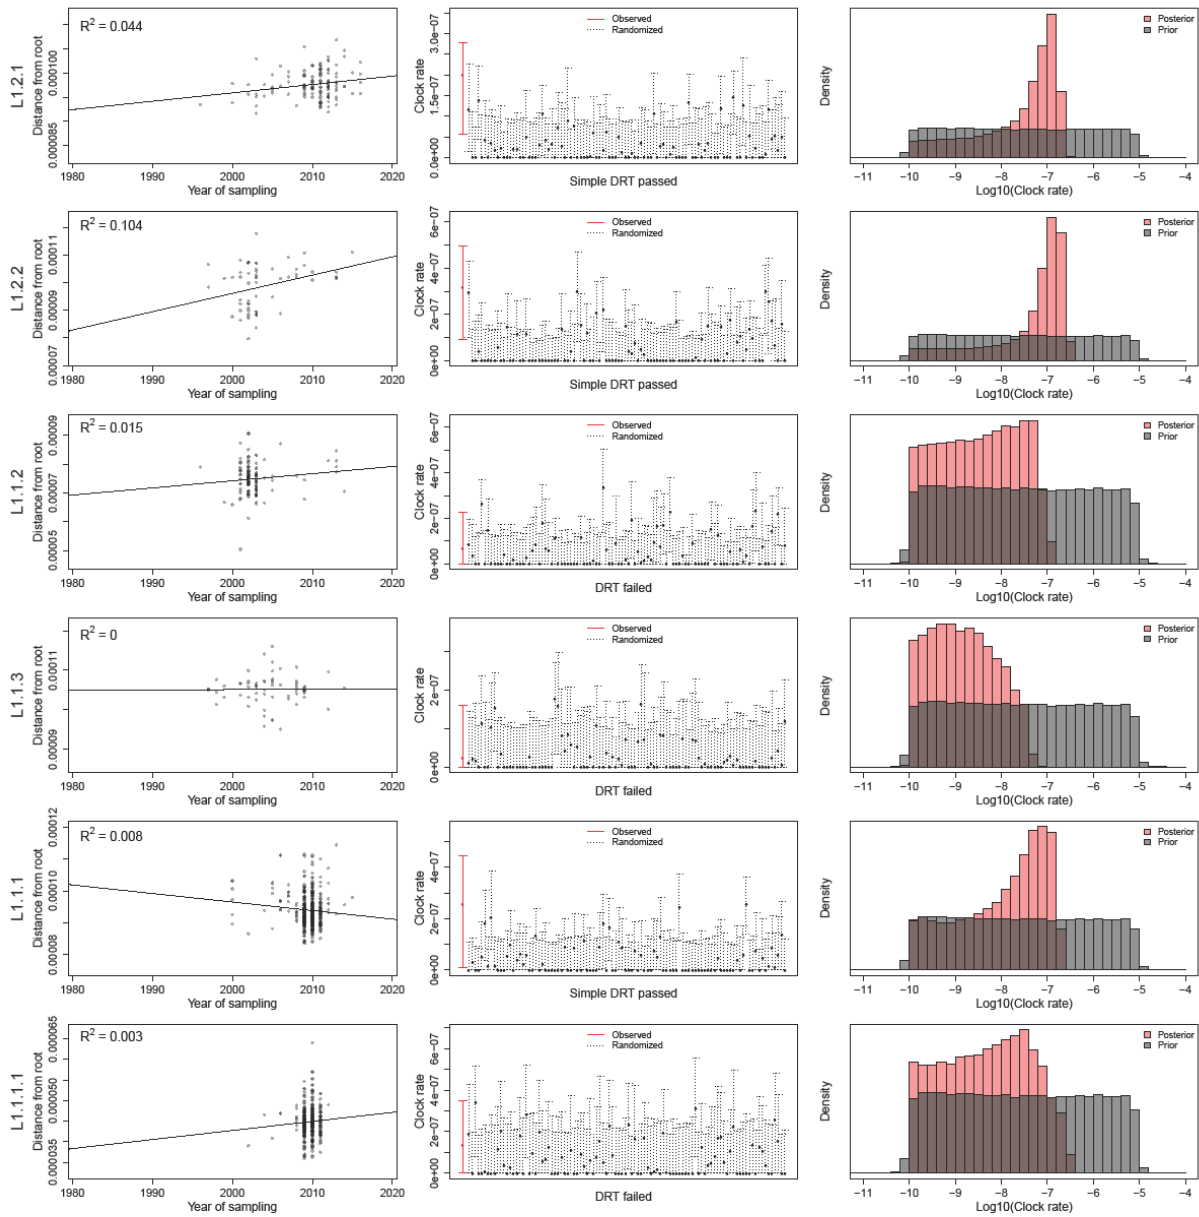 L1.2.1
Distance from root
0.000085 0.000100
R² = 0.044
1980 1990 2000 2010 2020
Year of sampling
Clock rate
0.0e+00 1.5e-07 3.0e-07
Observed
Randomized
Simple DRT passed
Density
Posterior
Prior
-11 -10 -9 -8 -7 -6 -5 -4
Log10(Clock rate)
L1.2.2
Distance from root
0.00007 0.00009 0.00011
R² = 0.104
1980 1990 2000 2010 2020
Year of sampling
Clock rate
0e+00 2e-07 4e-07 6e-07
Observed
Randomized
Simple DRT passed
Density
Posterior
Prior
-11 -10 -9 -8 -7 -6 -5 -4
Log10(Clock rate)
L1.1.2
Distance from root
0.00005 0.00007 0.00009
R² = 0.015
1980 1990 2000 2010 2020
Year of sampling
Clock rate
0e+00 2e-07 4e-07 6e-07
Observed
Randomized
DRT failed
Density
Posterior
Prior
-11 -10 -9 -8 -7 -6 -5 -4
Log10(Clock rate)
L1.1.3
Distance from root
0.00009 0.00011
R² = 0
1980 1990 2000 2010 2020
Year of sampling
Clock rate
0e+00 2e-07
Observed
Randomized
DRT failed
Density
Posterior
Prior
-11 -10 -9 -8 -7 -6 -5 -4
Log10(Clock rate)
L1.1.1
Distance from root
0.00008 0.00010 0.00012
R² = 0.008
1980 1990 2000 2010 2020
Year of sampling
Clock rate
0e+00 2e-07 4e-07
Observed
Randomized
Simple DRT passed
Density
Posterior
Prior
-11 -10 -9 -8 -7 -6 -5 -4
Log10(Clock rate)
L1.1.1.1
Distance from root
0.000035 0.000050 0.000065
R² = 0.003
1980 1990 2000 2010 2020
Year of sampling
Clock rate
0e+00 2e-07 4e-07 6e-07
Observed
Randomized
DRT failed
Density
Posterior
Prior
-11 -10 -9 -8 -7 -6 -5 -4
Log10(Clock rate)